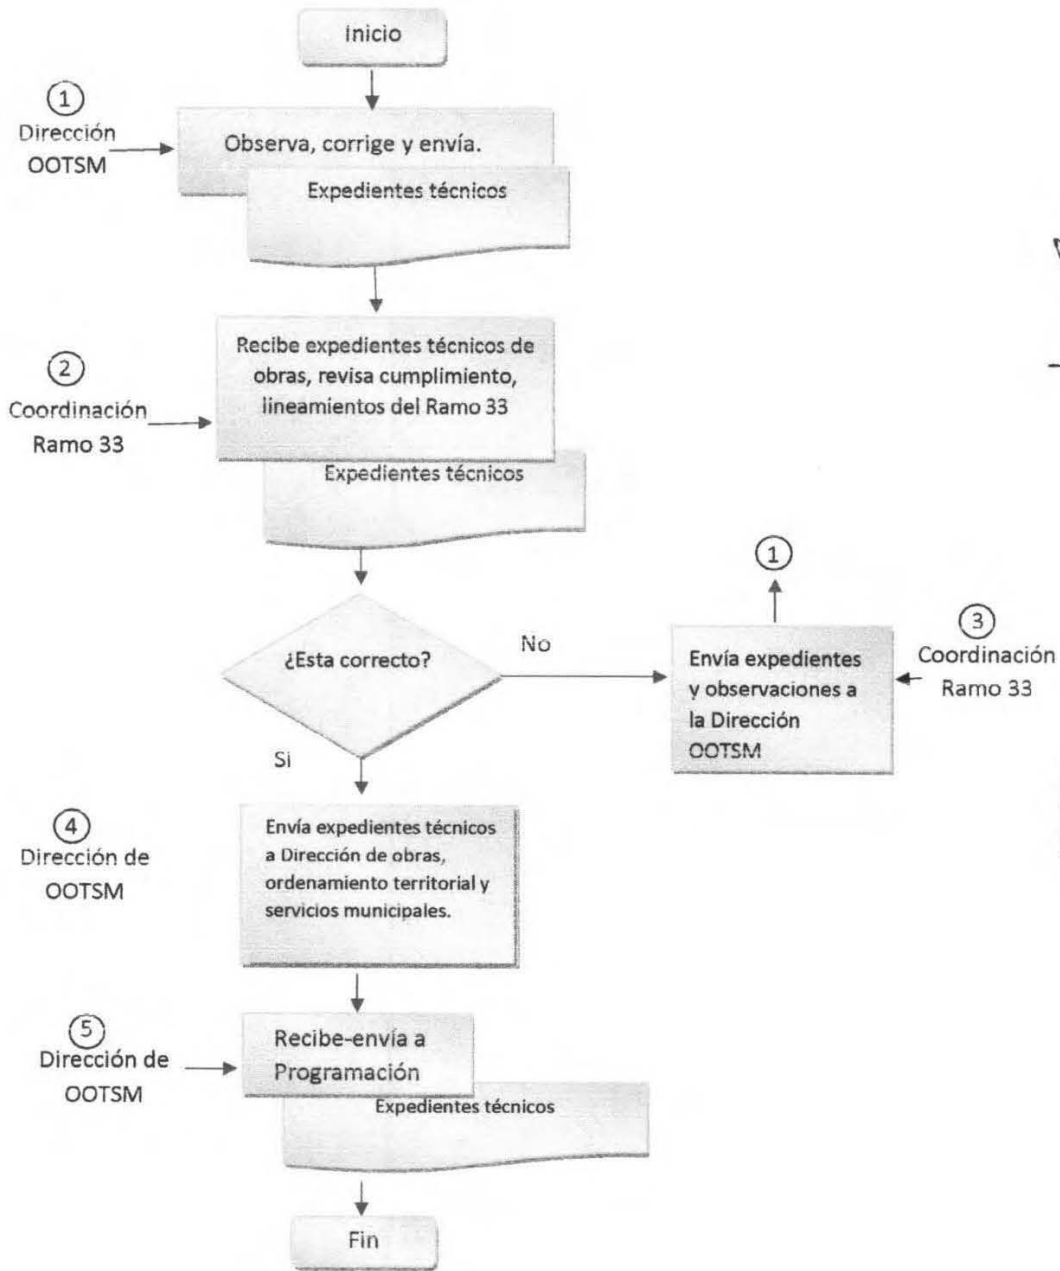 Inicio
1
Dirección
OOTSM
Observa, corrige y envía.
Expedientes técnicos
2
Coordinación
Ramo 33
Recibe expedientes técnicos de
obras, revisa cumplimiento,
lineamientos del Ramo 33
Expedientes técnicos
¿Esta correcto?
No
1
Envía expedientes
y observaciones a
la Dirección
OOTSM
3
Coordinación
Ramo 33
Si
4
Dirección de
OOTSM
Envía expedientes técnicos
a Dirección de obras,
ordenamiento territorial y
servicios municipales.
5
Dirección de
OOTSM
Recibe-envía a
Programación
Expedientes técnicos
Fin